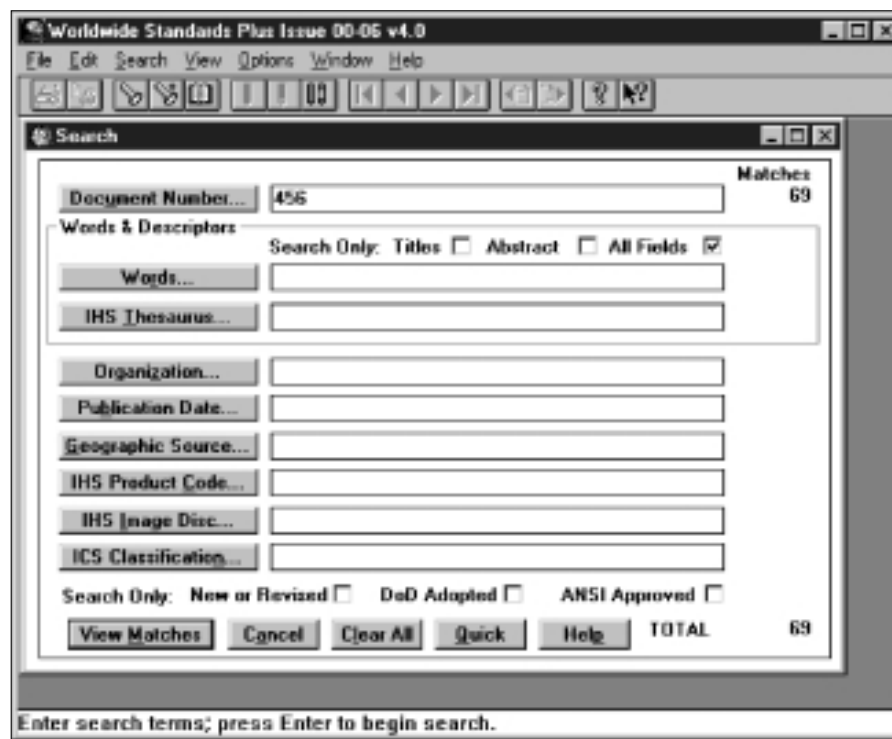 Worldwide Standards Plus Issue 00-06 v4.0
File Edit Search View Options Window Help
Search
Matches
Document Number... 456 69
Words & Descriptors
Search Only: Titles Abstract All Fields
Words...
IHS Thesaurus...
Organization...
Publication Date...
Geographic Source...
IHS Product Code...
IHS Image Disc...
ICS Classification...
Search Only: New or Revized DoD Adopted ANSI Approved
View Matches Cancel Clear All Quick Help TOTAL 69
Enter search terms; press Enter to begin search.